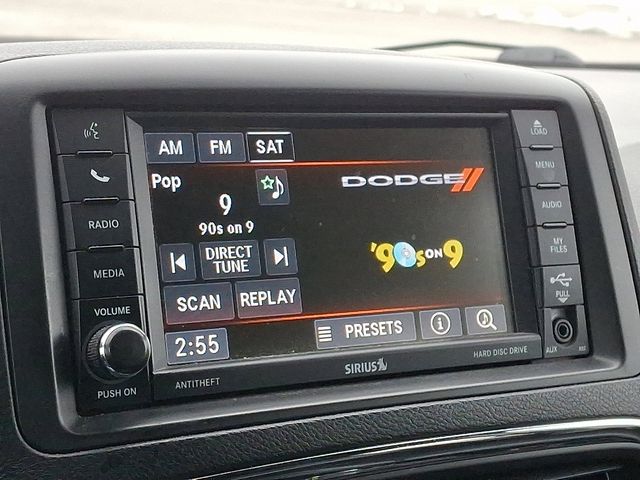 AM FM SAT
Pop
9
90s on 9
DIRECT
TUNE
SCAN REPLAY
2:55
PRESETS
i
DODGE
'90s ON 9
RADIO
MEDIA
VOLUME
PUSH ON
ANTITHEFT
SIRIUS
HARD DISC DRIVE
LOAD
MENU
AUDIO
MY
FILES
PULL
AUX